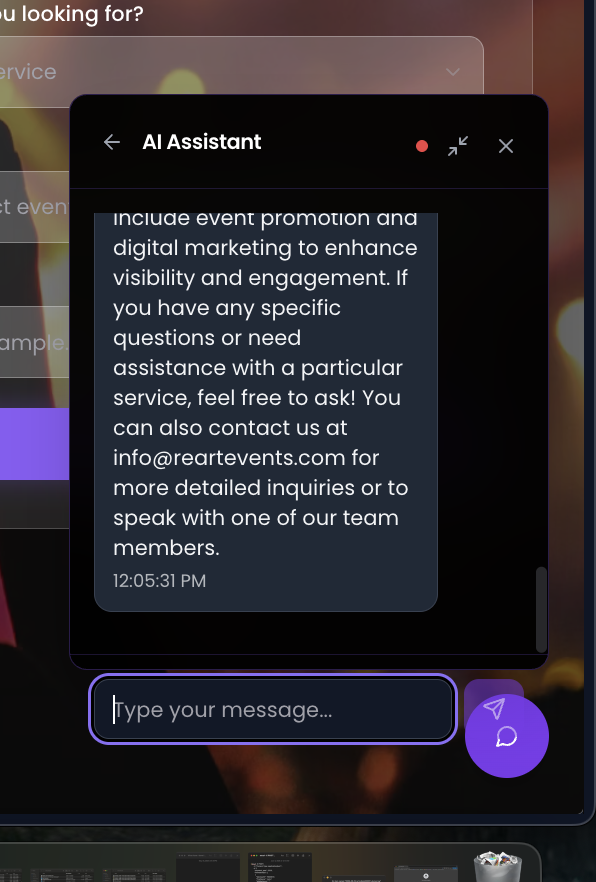 ou looking for?
ervice
AI Assistant
ct even
include event promotion and
digital marketing to enhance
visibility and engagement. If
you have any specific
questions or need
assistance with a particular
service, feel free to ask! You
can also contact us at
info@reartevents.com for
more detailed inquiries or to
speak with one of our team
members.
12:05:31 PM
ample.
Type your message...